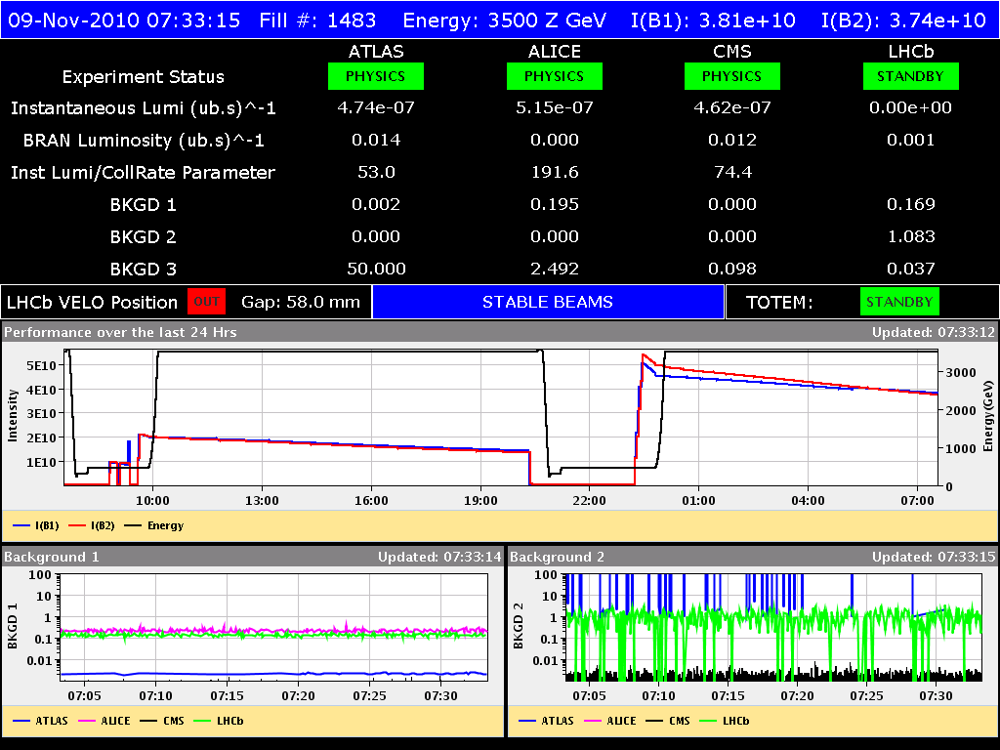 09-Nov-2010 07:33:15 Fill #: 1483 Energy: 3500 Z GeV I(B1): 3.81e+10 I(B2): 3.74e+10
ATLAS ALICE CMS LHCb
Experiment Status PHYSICS PHYSICS PHYSICS STANDBY
Instantaneous Lumi (ub.s)^-1 4.74e-07 5.15e-07 4.62e-07 0.00e+00
BRAN Luminosity (ub.s)^-1 0.014 0.000 0.012 0.001
Inst Lumi/CollRate Parameter 53.0 191.6 74.4
BKGD 1 0.002 0.195 0.000 0.169
BKGD 2 0.000 0.000 0.000 1.083
BKGD 3 50.000 2.492 0.098 0.037
LHCb VELO Position OUT Gap: 58.0 mm STABLE BEAMS TOTEM: STANDBY
Performance over the last 24 Hrs Updated: 07:33:12
Intensity
5E10
4E10
3E10
2E10
1E10
3000
2000
1000
0
Energy(GeV)
10:00 13:00 16:00 19:00 22:00 01:00 04:00 07:00
I(B1) I(B2) Energy
Background 1 Updated: 07:33:14
BKGD 1
100
10
1
0.1
0.01
07:05 07:10 07:15 07:20 07:25 07:30
ATLAS ALICE CMS LHCb
Background 2 Updated: 07:33:15
BKGD 2
100
10
1
0.1
0.01
07:05 07:10 07:15 07:20 07:25 07:30
ATLAS ALICE CMS LHCb